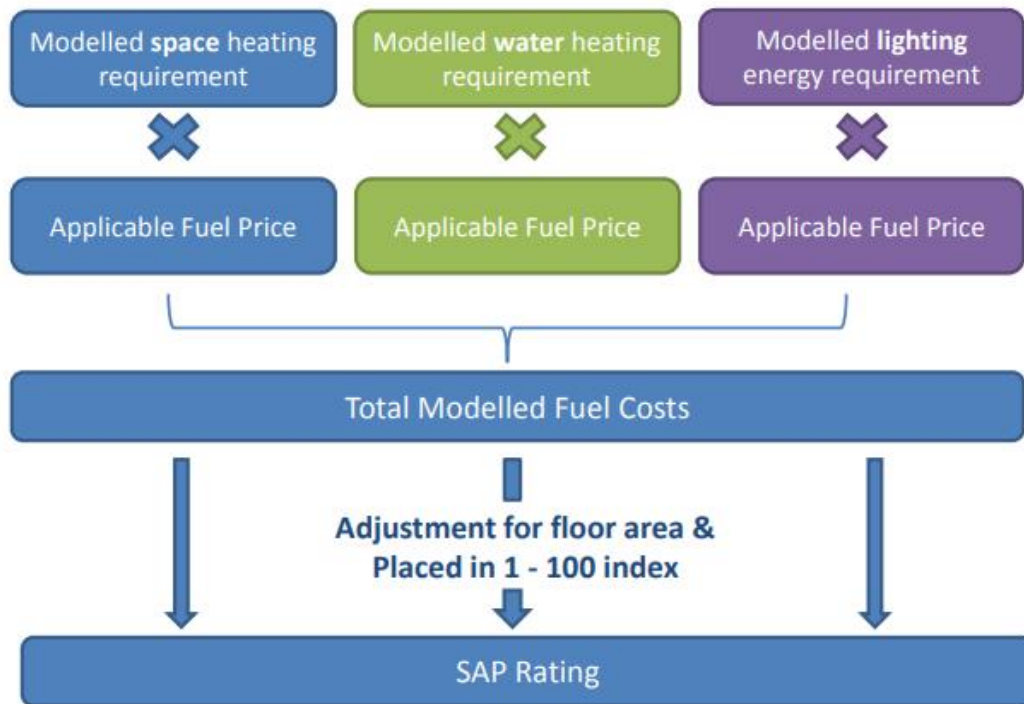 Modelled space heating
requirement
Modelled water heating
requirement
Modelled lighting
energy requirement
Applicable Fuel Price
Applicable Fuel Price
Applicable Fuel Price
Total Modelled Fuel Costs
Adjustment for floor area &
Placed in 1 - 100 index
SAP Rating